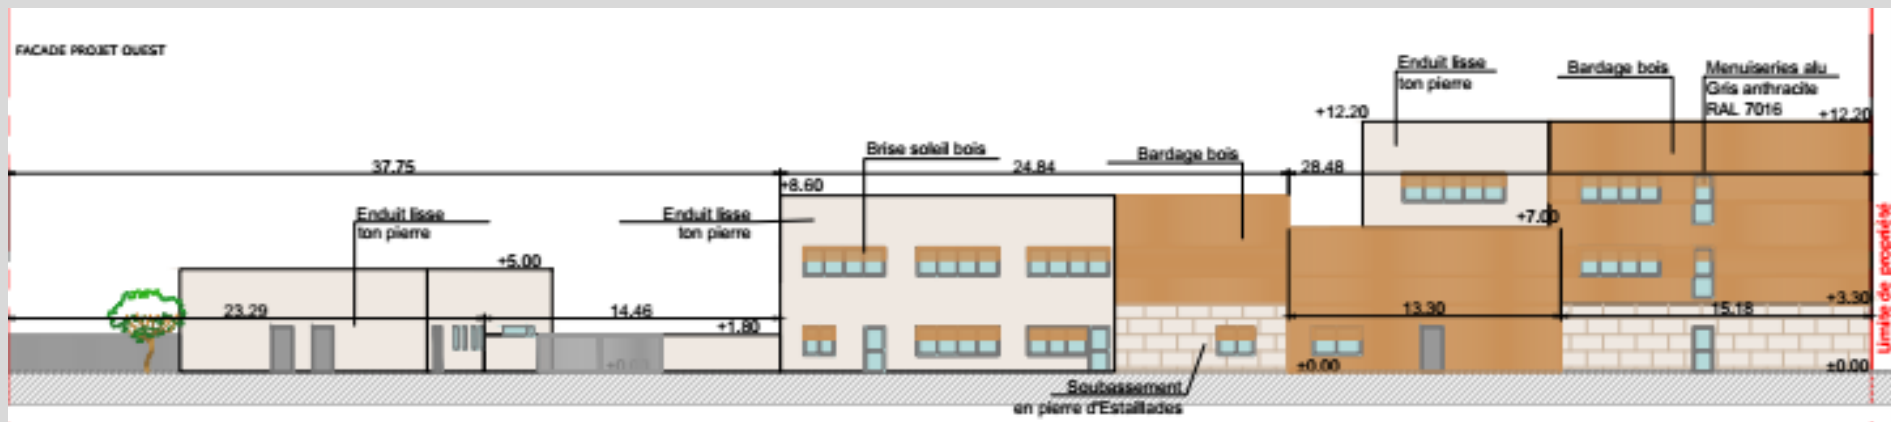 FACADE PROJET OUEST
Enduit lisse
ton pierre
Bardage bois
Menuiseries alu
Gris anthracite
RAL 7016
+12.20
+12.20
Brise soleil bois
Bardage bois
37.75
24.84
28.48
+8.60
Enduit lisse
ton pierre
Enduit lisse
ton pierre
+7.00
Limite de propriété
+5.00
+3.30
23.29
14.46
13.30
15.18
+1.80
±0.00
±0.00
±0.00
Soubassement
en pierre d'Estaillades